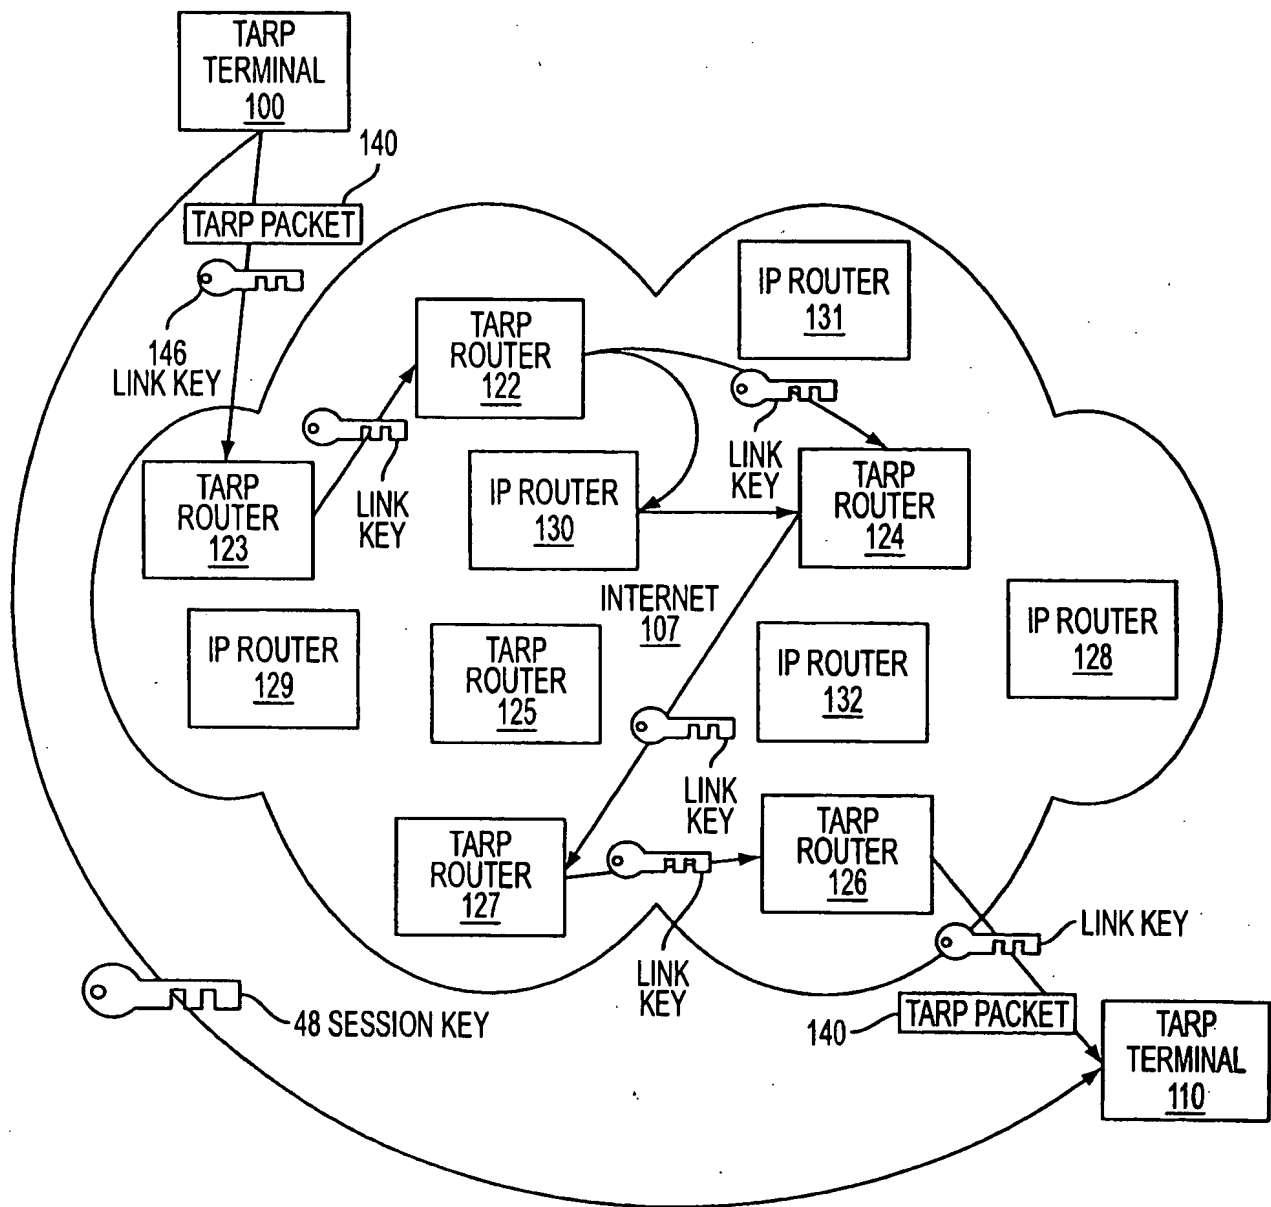 TARP
TERMINAL
100
140
TARP PACKET
146
LINK KEY
TARP
ROUTER
122
IP ROUTER
131
LINK
KEY
LINK
KEY
TARP
ROUTER
123
IP ROUTER
130
TARP
ROUTER
124
INTERNET
107
IP ROUTER
129
TARP
ROUTER
125
IP ROUTER
132
IP ROUTER
128
LINK
KEY
TARP
ROUTER
127
TARP
ROUTER
126
LINK
KEY
LINK KEY
48 SESSION KEY
140
TARP PACKET
TARP
TERMINAL
110